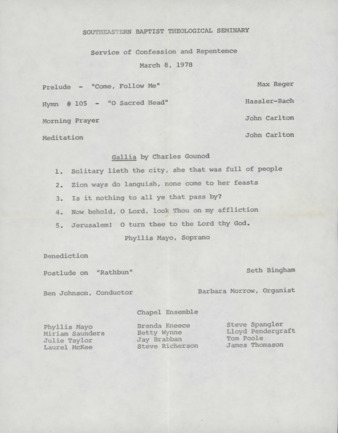 SOUTHEASTERN BAPTIST THEOLOGICAL SEMINARY
Service of Confession and Repentence
March 8, 1978
Prelude - "Come, Follow Me" Max Reger
Hymn # 105 - "O Sacred Head" Hassler-Bach
Morning Prayer John Carlton
Meditation John Carlton
Gallia by Charles Gounod
1. Solitary lieth the city, she that was full of people
2. Zion ways do languish, none come to her feasts
3. Is it nothing to all ye that pass by?
4. Now behold, O Lord, look Thou on my affliction
5. Jerusalem! O turn thee to the Lord thy God.
Phyllis Mayo, Soprano
Benediction
Postlude on "Rathbun" Seth Bingham
Ben Johnson, Conductor Barbara Morrow, Organist
Chapel Ensemble
Phyllis Mayo Brenda Kneece Steve Spangler
Miriam Saunders Betty Wynne Lloyd Pendergraft
Julie Taylor Jay Brabban Tom Poole
Laurel McKee Steve Richerson James Thomason